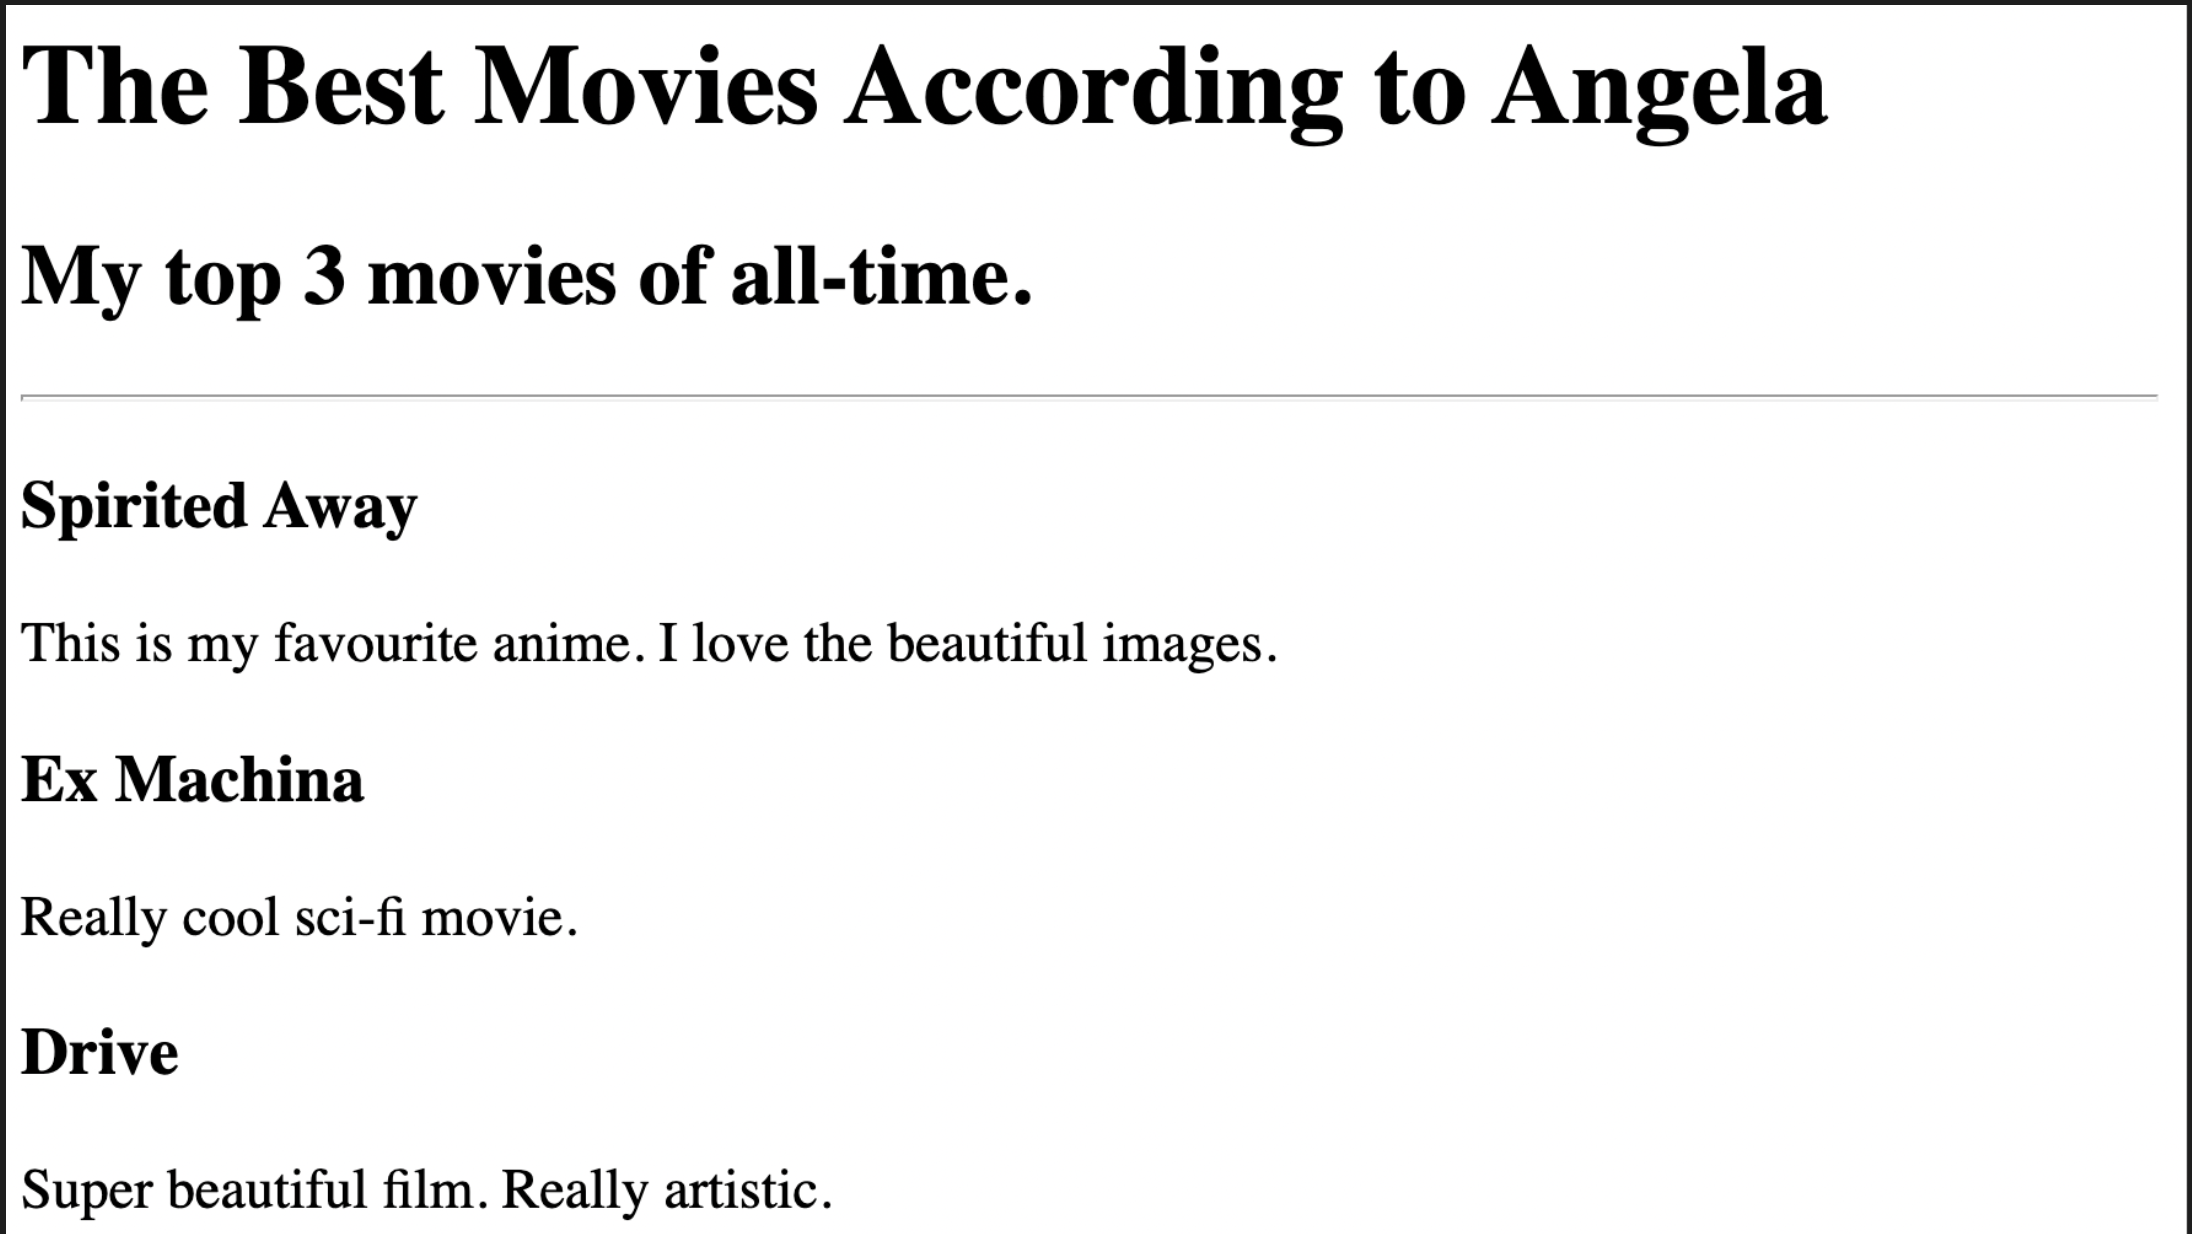 The Best Movies According to Angela
My top 3 movies of all-time.
Spirited Away
This is my favourite anime. I love the beautiful images.
Ex Machina
Really cool sci-fi movie.
Drive
Super beautiful film. Really artistic.